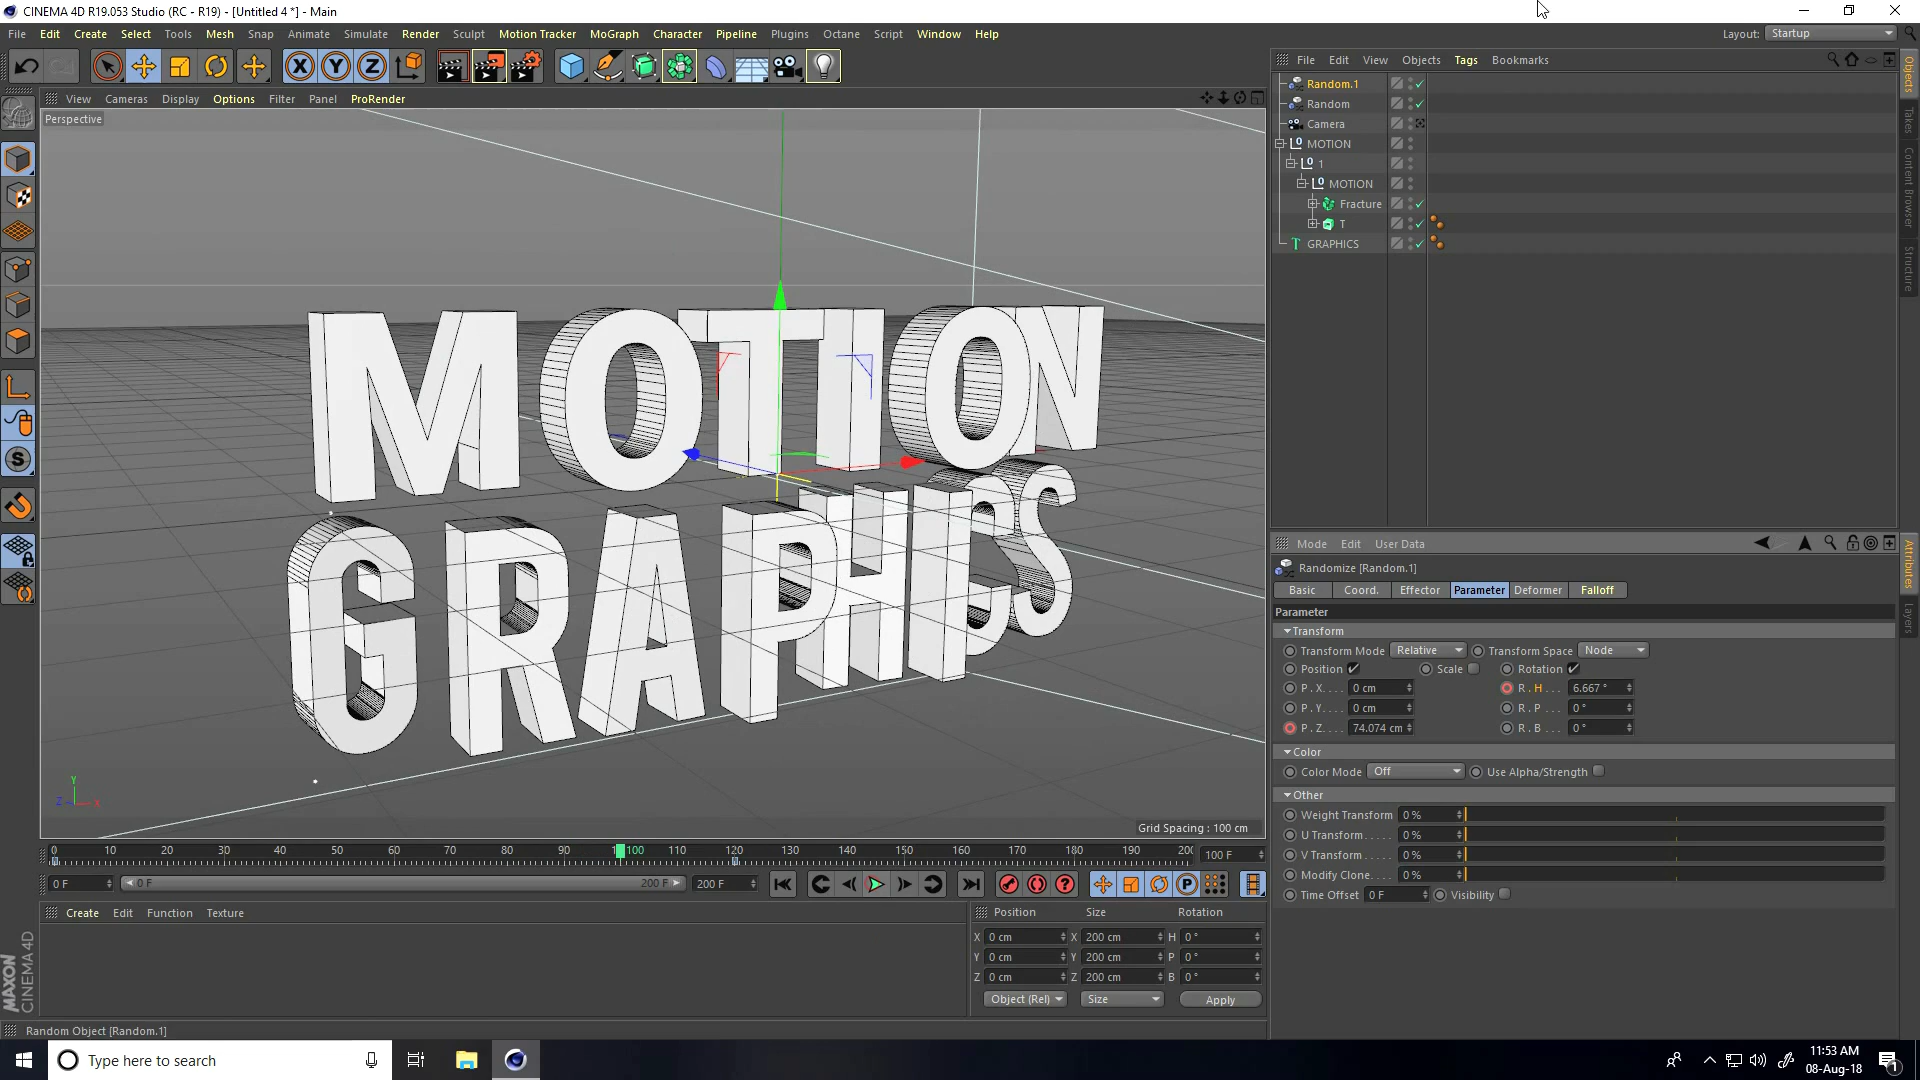 CINEMA 4D R19.053 Studio (RC - R19) - [Untitled 4 *] - Main
File Edit Create Select Tools Mesh Snap Animate Simulate Render Sculpt Motion Tracker MoGraph Character Pipeline Plugins Octane Script Window Help
Layout: Startup
View Cameras Display Options Filter Panel ProRender
Perspective
MOTION
GRAPHICS
Y
Z X
Grid Spacing : 100 cm
0 10 20 30 40 50 60 70 80 90 100 110 120 130 140 150 160 170 180 190 200
100 F
0 F
0 F
200 F
200 F
Create Edit Function Texture
Position Size Rotation
X 0 cm X 200 cm H 0 °
Y 0 cm Y 200 cm P 0 °
Z 0 cm Z 200 cm B 0 °
Object (Rel) Size Apply
MAXON
CINEMA 4D
Random Object [Random.1]
File Edit View Objects Tags Bookmarks
Random.1
Random
Camera
MOTION
1
MOTION
Fracture
T
GRAPHICS
Objects
Takes
Content Browser
Structure
Mode Edit User Data
Randomize [Random.1]
Basic Coord. Effector Parameter Deformer Falloff
Parameter
Transform
Transform Mode Relative Transform Space Node
Position Scale Rotation
P . X . . . . 0 cm R . H . . . 6.667 °
P . Y . . . . 0 cm R . P . . . 0 °
P . Z . . . . 74.074 cm R . B . . . 0 °
Color
Color Mode Off Use Alpha/Strength
Other
Weight Transform 0 %
U Transform . . . . . 0 %
V Transform . . . . . 0 %
Modify Clone. . . . 0 %
Time Offset 0 F Visibility
Attributes
Layers
Type here to search
11:53 AM
08-Aug-18
1